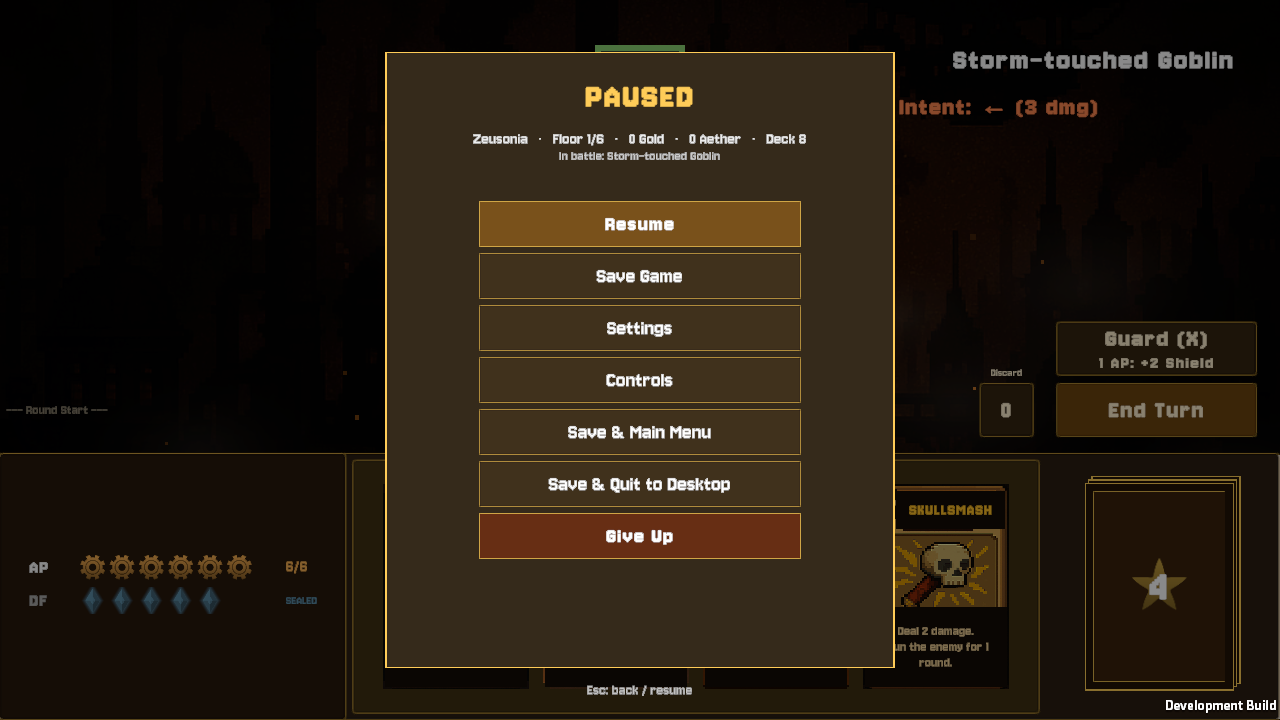 Storm-touched Goblin
Intent: ← (3 dmg)
PAUSED
Zeusonia · Floor 1/6 · 0 Gold · 0 Aether · Deck 8
In battle: Storm-touched Goblin
Resume
Save Game
Settings
Controls
Save & Main Menu
Save & Quit to Desktop
Give Up
Guard (X)
1 AP: +2 Shield
Discard
0
End Turn
── Round Start ──
AP 6/6
DF SEALED
SKULLSMASH
Deal 2 damage.
the enemy for 1
round.
4
Esc: back / resume
Development Build